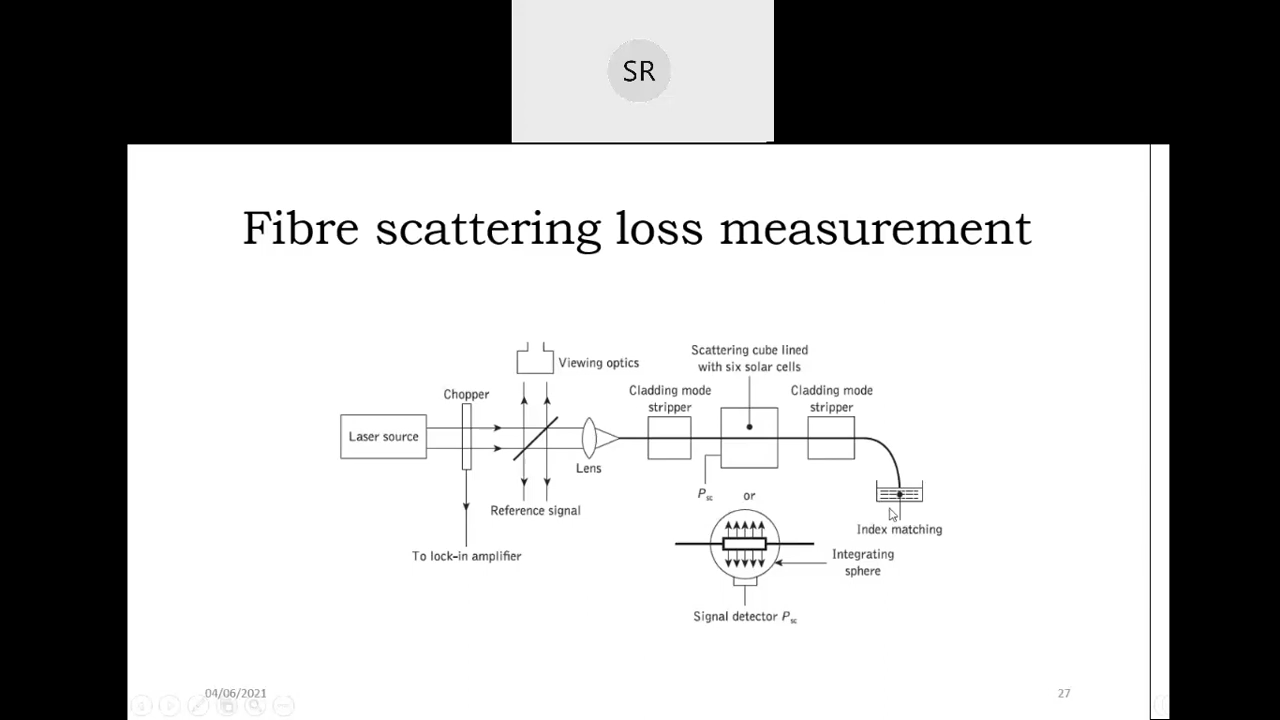 SR
Fibre scattering loss measurement
Viewing optics
Scattering cube lined
with six solar cells
Chopper
Cladding mode
stripper
Cladding mode
stripper
Laser source
Lens
Reference signal
P_sc
or
To lock-in amplifier
Index matching
Integrating
sphere
Signal detector P_sc
04/06/2021
27